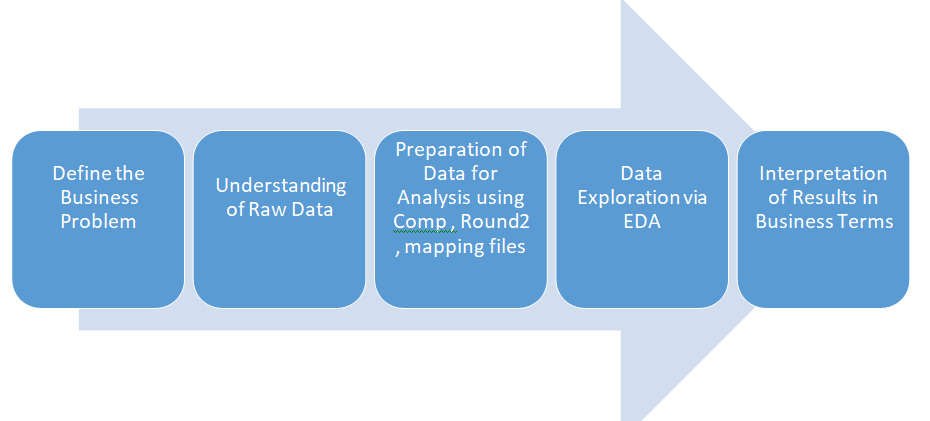 Define the
Business
Problem
Understanding
of Raw Data
Preparation of
Data for
Analysis using
Comp , Round2
, mapping files
Data
Exploration via
EDA
Interpretation
of Results in
Business Terms